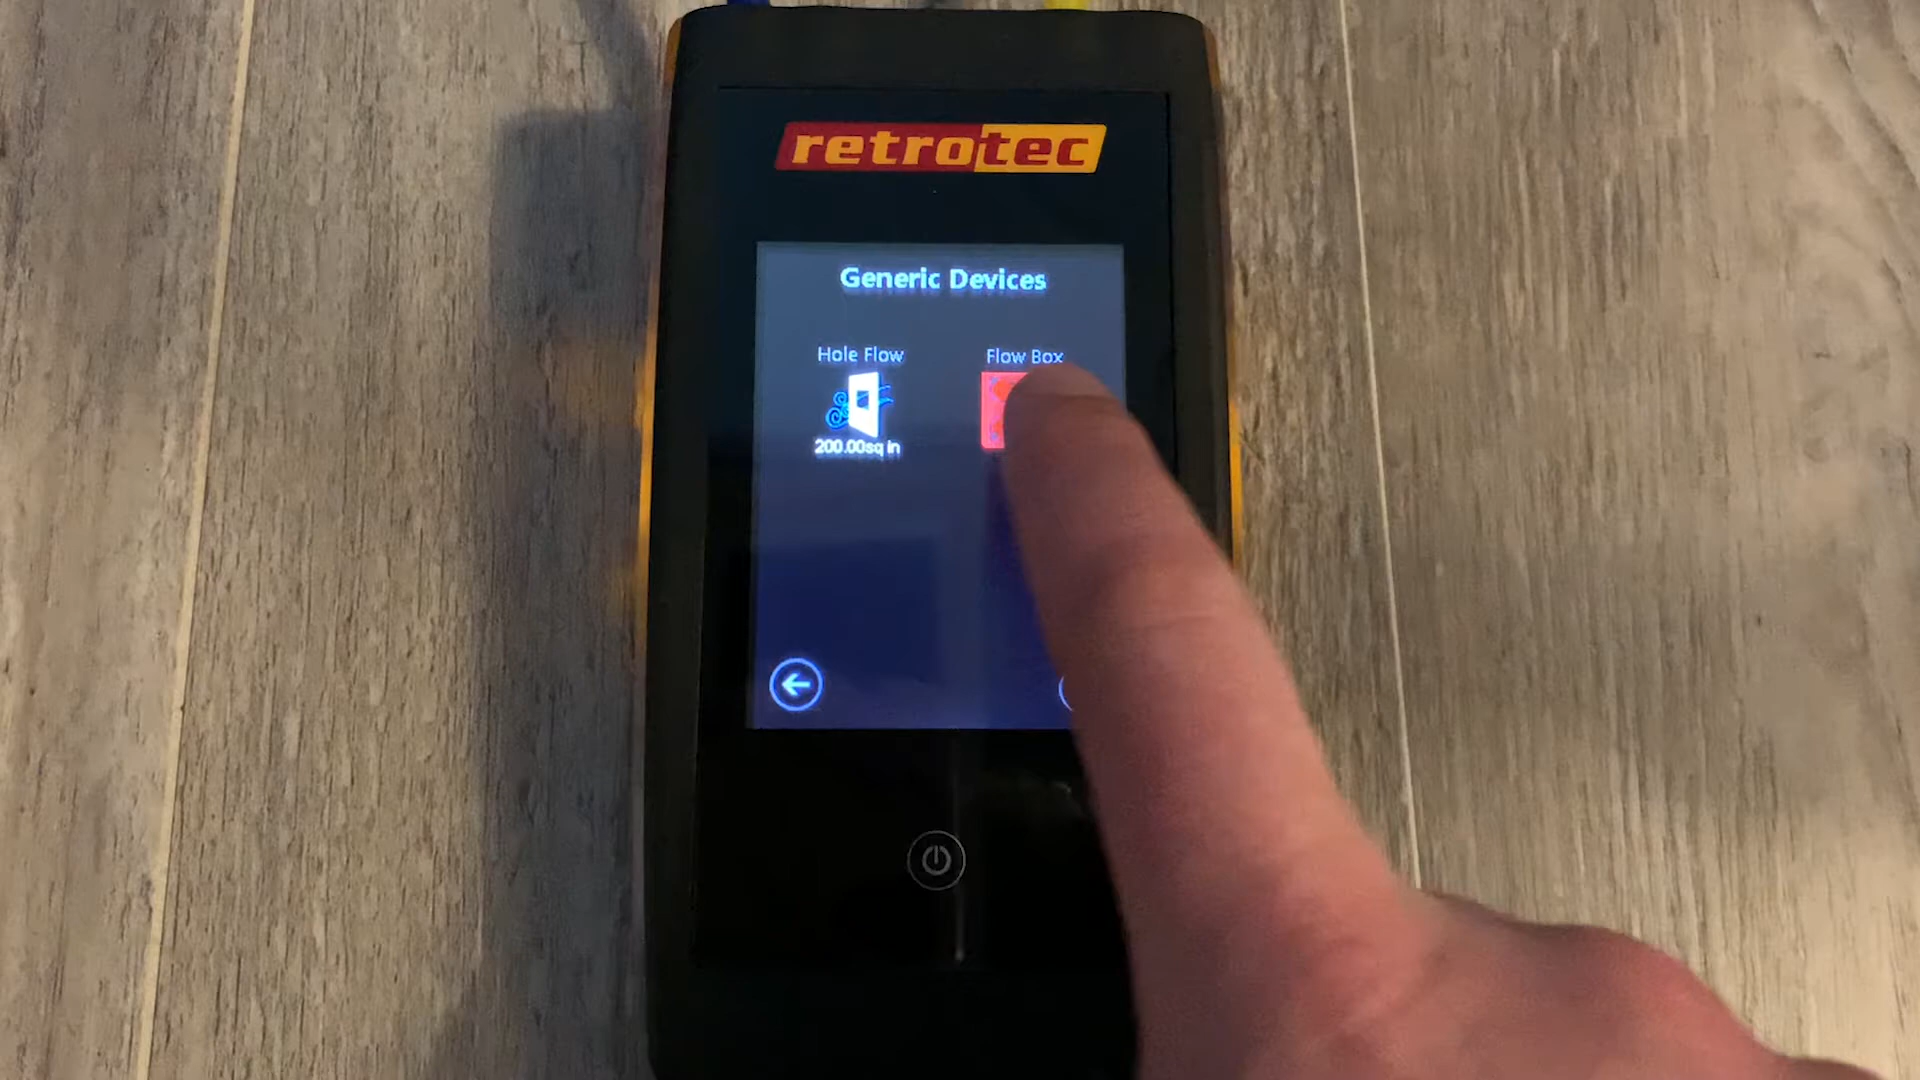 retrotec
Generic Devices
Hole Flow
Flow Box
200.00sq in